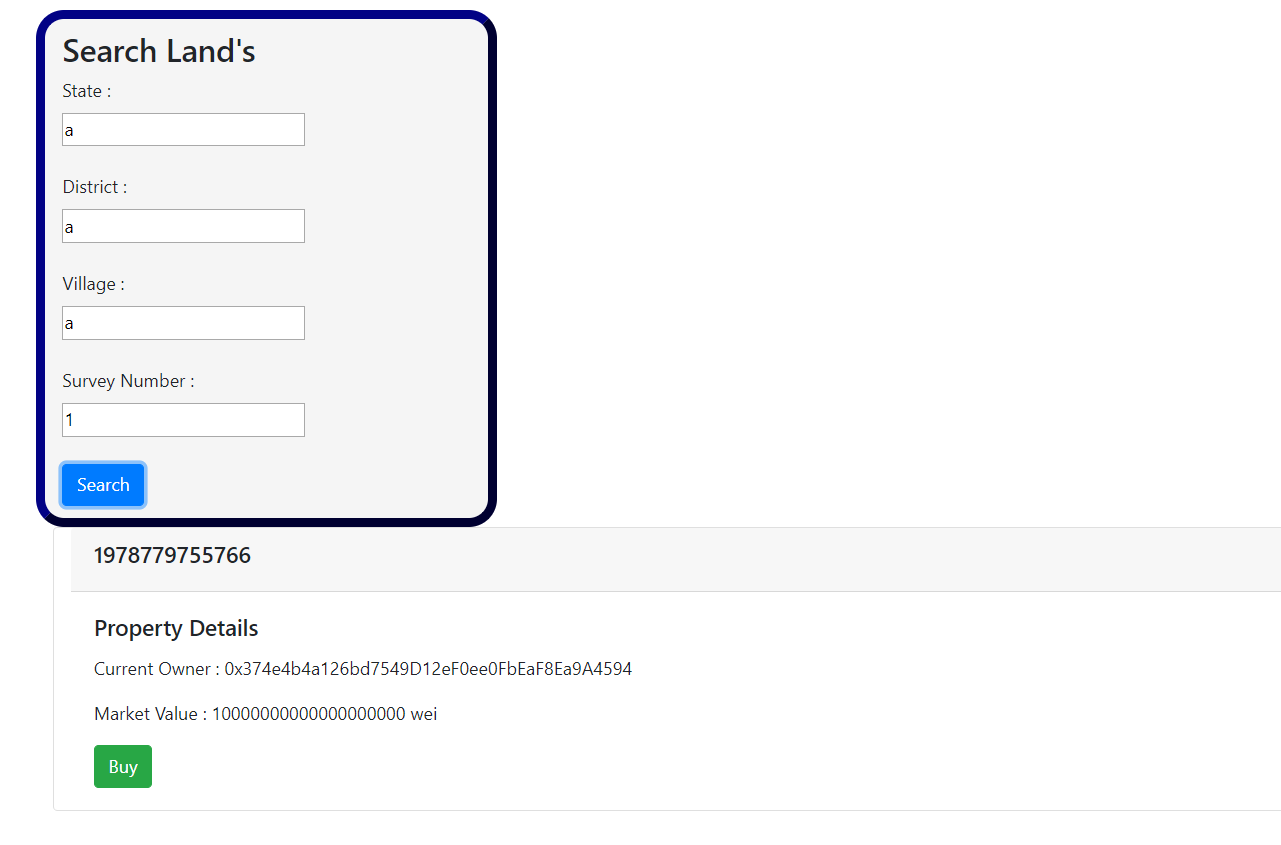 Search Land's
State :
a
District :
a
Village :
a
Survey Number :
1
Search
1978779755766
Property Details
Current Owner : 0x374e4b4a126bd7549D12eF0ee0FbEaF8Ea9A4594
Market Value : 10000000000000000000 wei
Buy